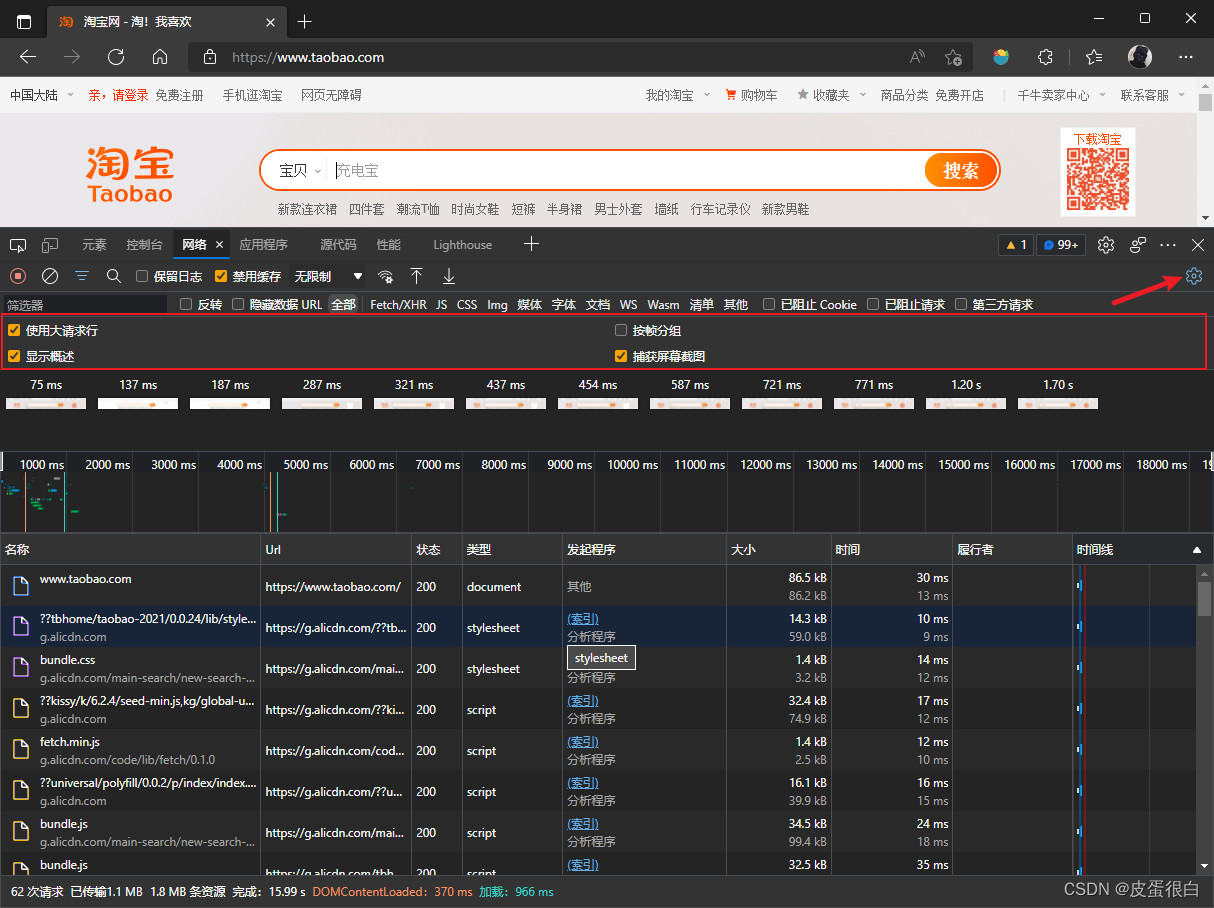 淘 淘宝网 - 淘！我喜欢
https://www.taobao.com
中国大陆 亲，请登录 免费注册 手机逛淘宝 网页无障碍 我的淘宝 购物车 收藏夹 商品分类 免费开店 千牛卖家中心 联系客服
下载淘宝
淘宝
Taobao
宝贝 充电宝 搜索
新款连衣裙 四件套 潮流T恤 时尚女鞋 短裤 半身裙 男士外套 墙纸 行车记录仪 新款男鞋
元素 控制台 网络 应用程序 源代码 性能 Lighthouse 1 99+
保留日志 禁用缓存 无限制
筛选器 反转 隐藏数据 URL 全部 Fetch/XHR JS CSS Img 媒体 字体 文档 WS Wasm 清单 其他 已阻止 Cookie 已阻止请求 第三方请求
使用大请求行 按帧分组
显示概述 捕获屏幕截图
75 ms 137 ms 187 ms 287 ms 321 ms 437 ms 454 ms 587 ms 721 ms 771 ms 1.20 s 1.70 s
1000 ms 2000 ms 3000 ms 4000 ms 5000 ms 6000 ms 7000 ms 8000 ms 9000 ms 10000 ms 11000 ms 12000 ms 13000 ms 14000 ms 15000 ms 16000 ms 17000 ms 18000 ms
名称 Url 状态 类型 发起程序 大小 时间 履行者 时间线
www.taobao.com https://www.taobao.com/ 200 document 其他 86.5 kB 30 ms
86.2 kB 13 ms
??tbhome/taobao-2021/0.0.24/lib/style... https://g.alicdn.com/??tb... 200 stylesheet (索引) 14.3 kB 10 ms
g.alicdn.com 分析程序 59.0 kB 9 ms
stylesheet
bundle.css https://g.alicdn.com/mai... 200 stylesheet 1.4 kB 14 ms
g.alicdn.com/main-search/new-search-... 分析程序 3.2 kB 12 ms
??kissy/k/6.2.4/seed-min.js,kg/global-u... https://g.alicdn.com/??ki... 200 script (索引) 32.4 kB 17 ms
g.alicdn.com 分析程序 74.9 kB 12 ms
fetch.min.js https://g.alicdn.com/cod... 200 script (索引) 1.4 kB 12 ms
g.alicdn.com/code/lib/fetch/0.1.0 分析程序 2.5 kB 10 ms
??universal/polyfill/0.0.2/p/index/index.... https://g.alicdn.com/??u... 200 script (索引) 16.1 kB 16 ms
g.alicdn.com 分析程序 39.9 kB 15 ms
bundle.js https://g.alicdn.com/mai... 200 script (索引) 34.5 kB 24 ms
g.alicdn.com/main-search/new-search-... 分析程序 99.4 kB 18 ms
bundle.js https://g.alicdn.com/tbh... 200 script (索引) 32.5 kB 35 ms
62 次请求 已传输1.1 MB 1.8 MB 条资源 完成： 15.99 s DOMContentLoaded： 370 ms 加载： 966 ms
CSDN @皮蛋很白